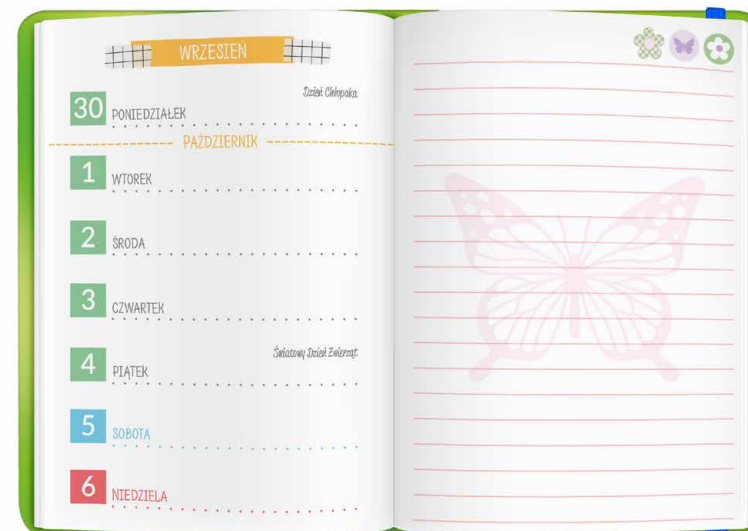 WRZESIEŃ
Dzień Chłopaka
30 PONIEDZIAŁEK
PAŹDZIERNIK
1 WTOREK
2 ŚRODA
3 CZWARTEK
Światowy Dzień Zwierząt
4 PIĄTEK
5 SOBOTA
6 NIEDZIELA